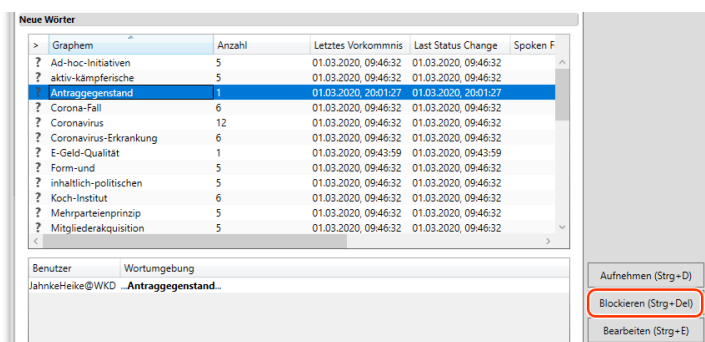 Neue Wörter
> Graphem Anzahl Letztes Vorkommnis Last Status Change Spoken F
? Ad-hoc-Initiativen 5 01.03.2020, 09:46:32 01.03.2020, 09:46:32
? aktiv-kämpferische 5 01.03.2020, 09:46:32 01.03.2020, 09:46:32
? Antraggegenstand 1 01.03.2020, 20:01:27 01.03.2020, 20:01:27
? Corona-Fall 6 01.03.2020, 09:46:32 01.03.2020, 09:46:32
? Coronavirus 12 01.03.2020, 09:46:32 01.03.2020, 09:46:32
? Coronavirus-Erkrankung 6 01.03.2020, 09:46:32 01.03.2020, 09:46:32
? E-Geld-Qualität 1 01.03.2020, 09:43:59 01.03.2020, 09:43:59
? Form-und 5 01.03.2020, 09:46:32 01.03.2020, 09:46:32
? inhaltlich-politischen 5 01.03.2020, 09:46:32 01.03.2020, 09:46:32
? Koch-Institut 6 01.03.2020, 09:46:32 01.03.2020, 09:46:32
? Mehrparteienprinzip 5 01.03.2020, 09:46:32 01.03.2020, 09:46:32
? Mitgliederakquisition 5 01.03.2020, 09:46:32 01.03.2020, 09:46:32
Benutzer Wortumgebung
JahnkeHeike@WKD ...Antraggegenstand...
Aufnehmen (Strg+D)
Blockieren (Strg+Del)
Bearbeiten (Strg+E)